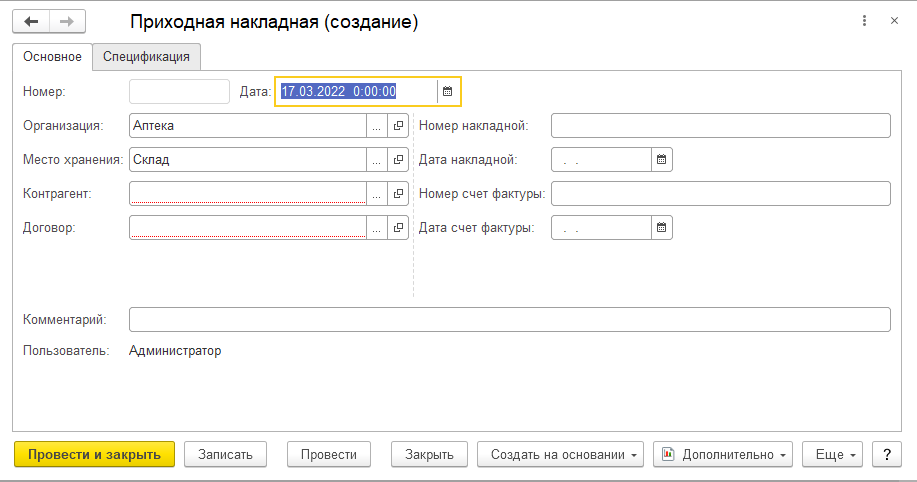 Приходная накладная (создание)
Основное Спецификация
Номер: Дата: 17.03.2022 0:00:00
Организация: Аптека ... Номер накладной:
Место хранения: Склад ... Дата накладной: . .
Контрагент: ... Номер счет фактуры:
Договор: ... Дата счет фактуры: . .
Комментарий:
Пользователь: Администратор
Провести и закрыть Записать Провести Закрыть Создать на основании Дополнительно Еще ?